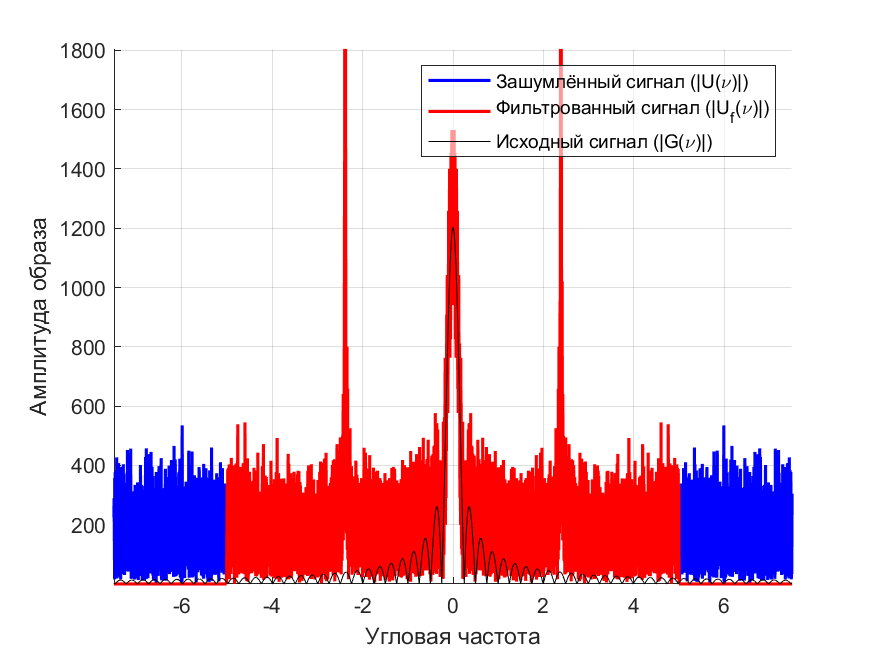 1800
1600
1400
1200
1000
800
600
400
200
Амплитуда образа
Зашумлённый сигнал (|U(ν)|)
Фильтрованный сигнал (|U_f(ν)|)
Исходный сигнал (|G(ν)|)
-6 -4 -2 0 2 4 6
Угловая частота